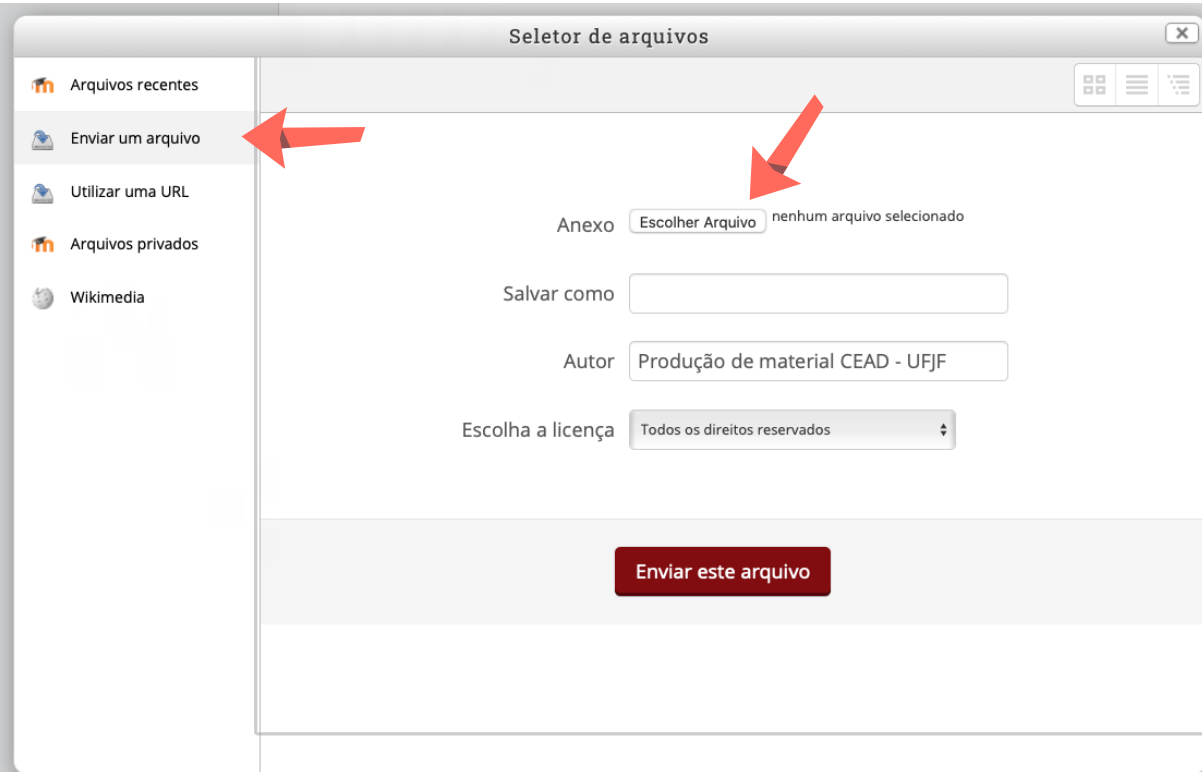 Seletor de arquivos
Arquivos recentes
Enviar um arquivo
Utilizar uma URL
Arquivos privados
Wikimedia
Anexo Escolher Arquivo nenhum arquivo selecionado
Salvar como
Autor Produção de material CEAD - UFJF
Escolha a licença Todos os direitos reservados
Enviar este arquivo